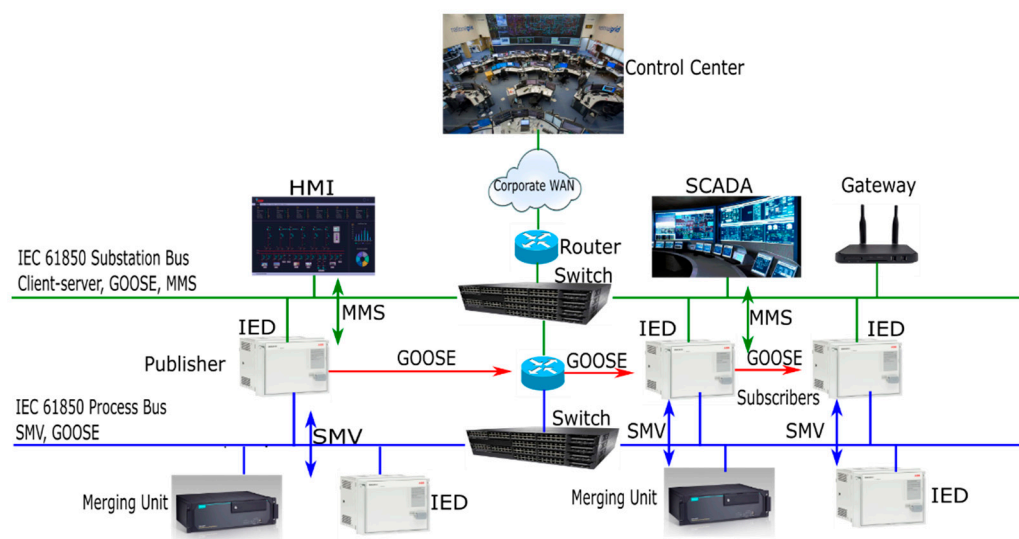 Control Center
Corporate WAN
HMI
SCADA
Gateway
Router
IEC 61850 Substation Bus
Client-server, GOOSE, MMS
Switch
MMS
MMS
IED
IED
IED
Publisher
GOOSE
GOOSE
GOOSE
Subscribers
IEC 61850 Process Bus
SMV, GOOSE
Switch
SMV
SMV
SMV
Merging Unit
IED
Merging Unit
IED